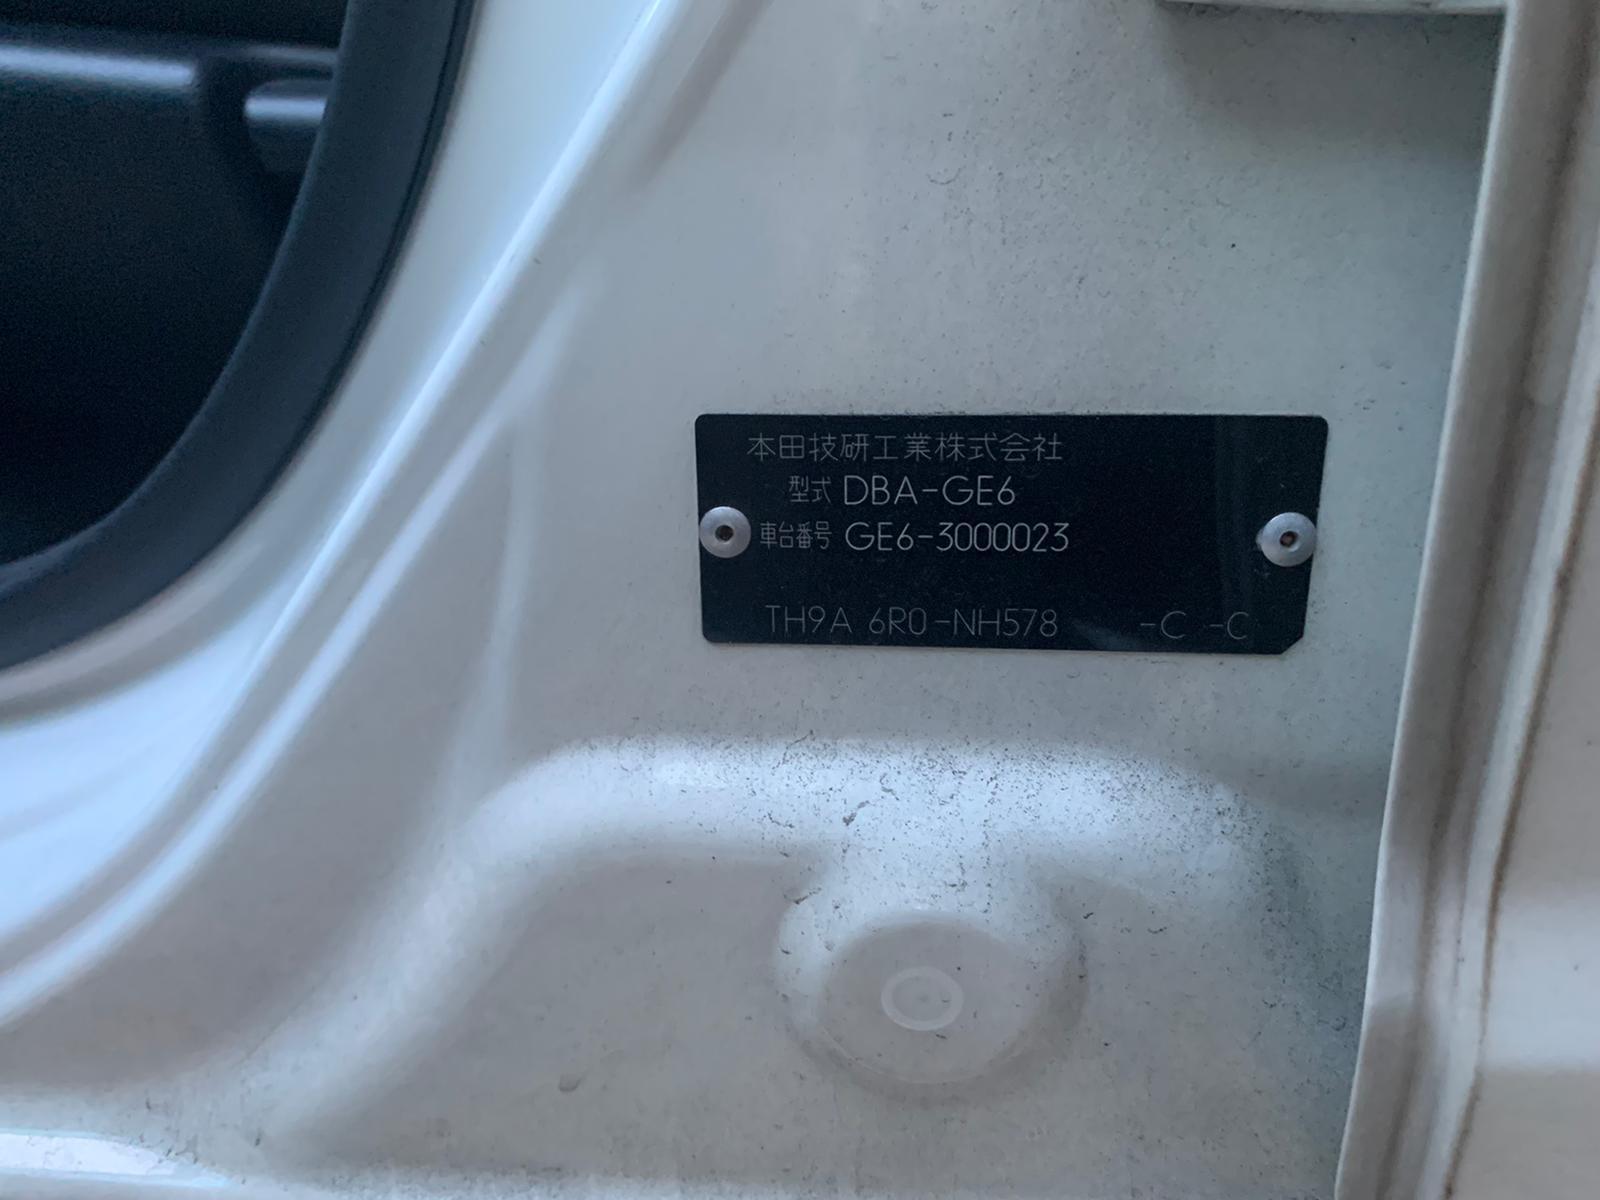 本田技研工業株式会社
型式 DBA-GE6
車台番号 GE6-3000023
TH9A 6R0-NH578 -C -C